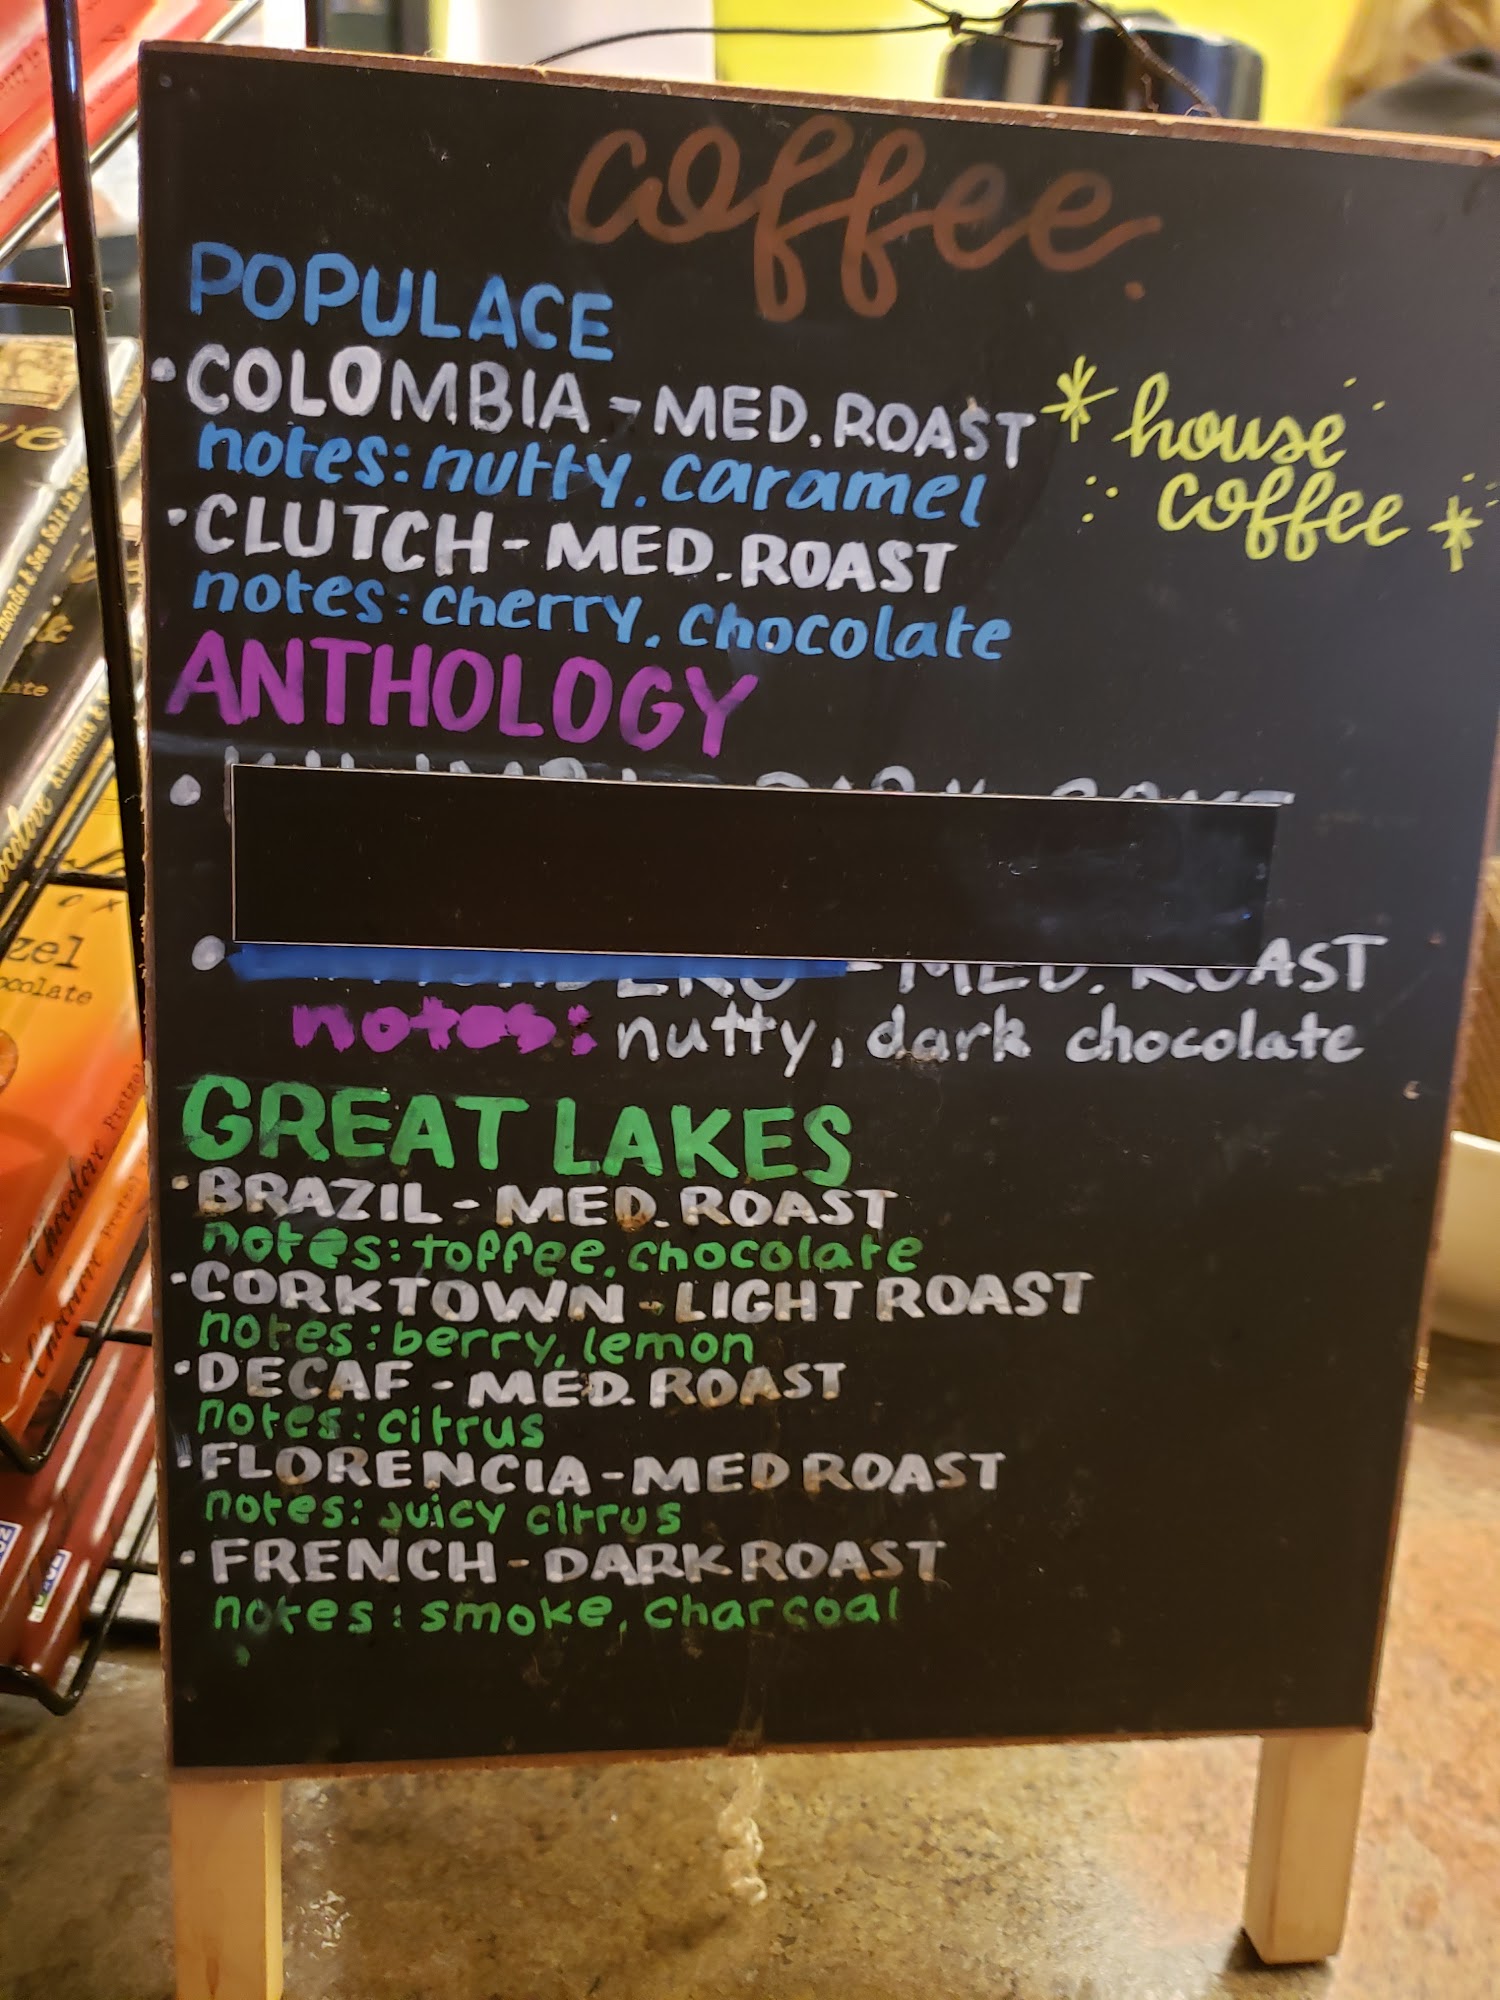 coffee.
POPULACE
• COLOMBIA - MED. ROAST * house coffee *
notes: nutty, caramel
• CLUTCH - MED. ROAST
notes: cherry, chocolate
ANTHOLOGY
- MED. ROAST
notes: nutty, dark chocolate
GREAT LAKES
• BRAZIL - MED. ROAST
notes: toffee, chocolate
• CORKTOWN - LIGHT ROAST
notes: berry, lemon
• DECAF - MED. ROAST
notes: citrus
• FLORENCIA - MED ROAST
notes: juicy citrus
• FRENCH - DARK ROAST
notes: smoke, charcoal
zel